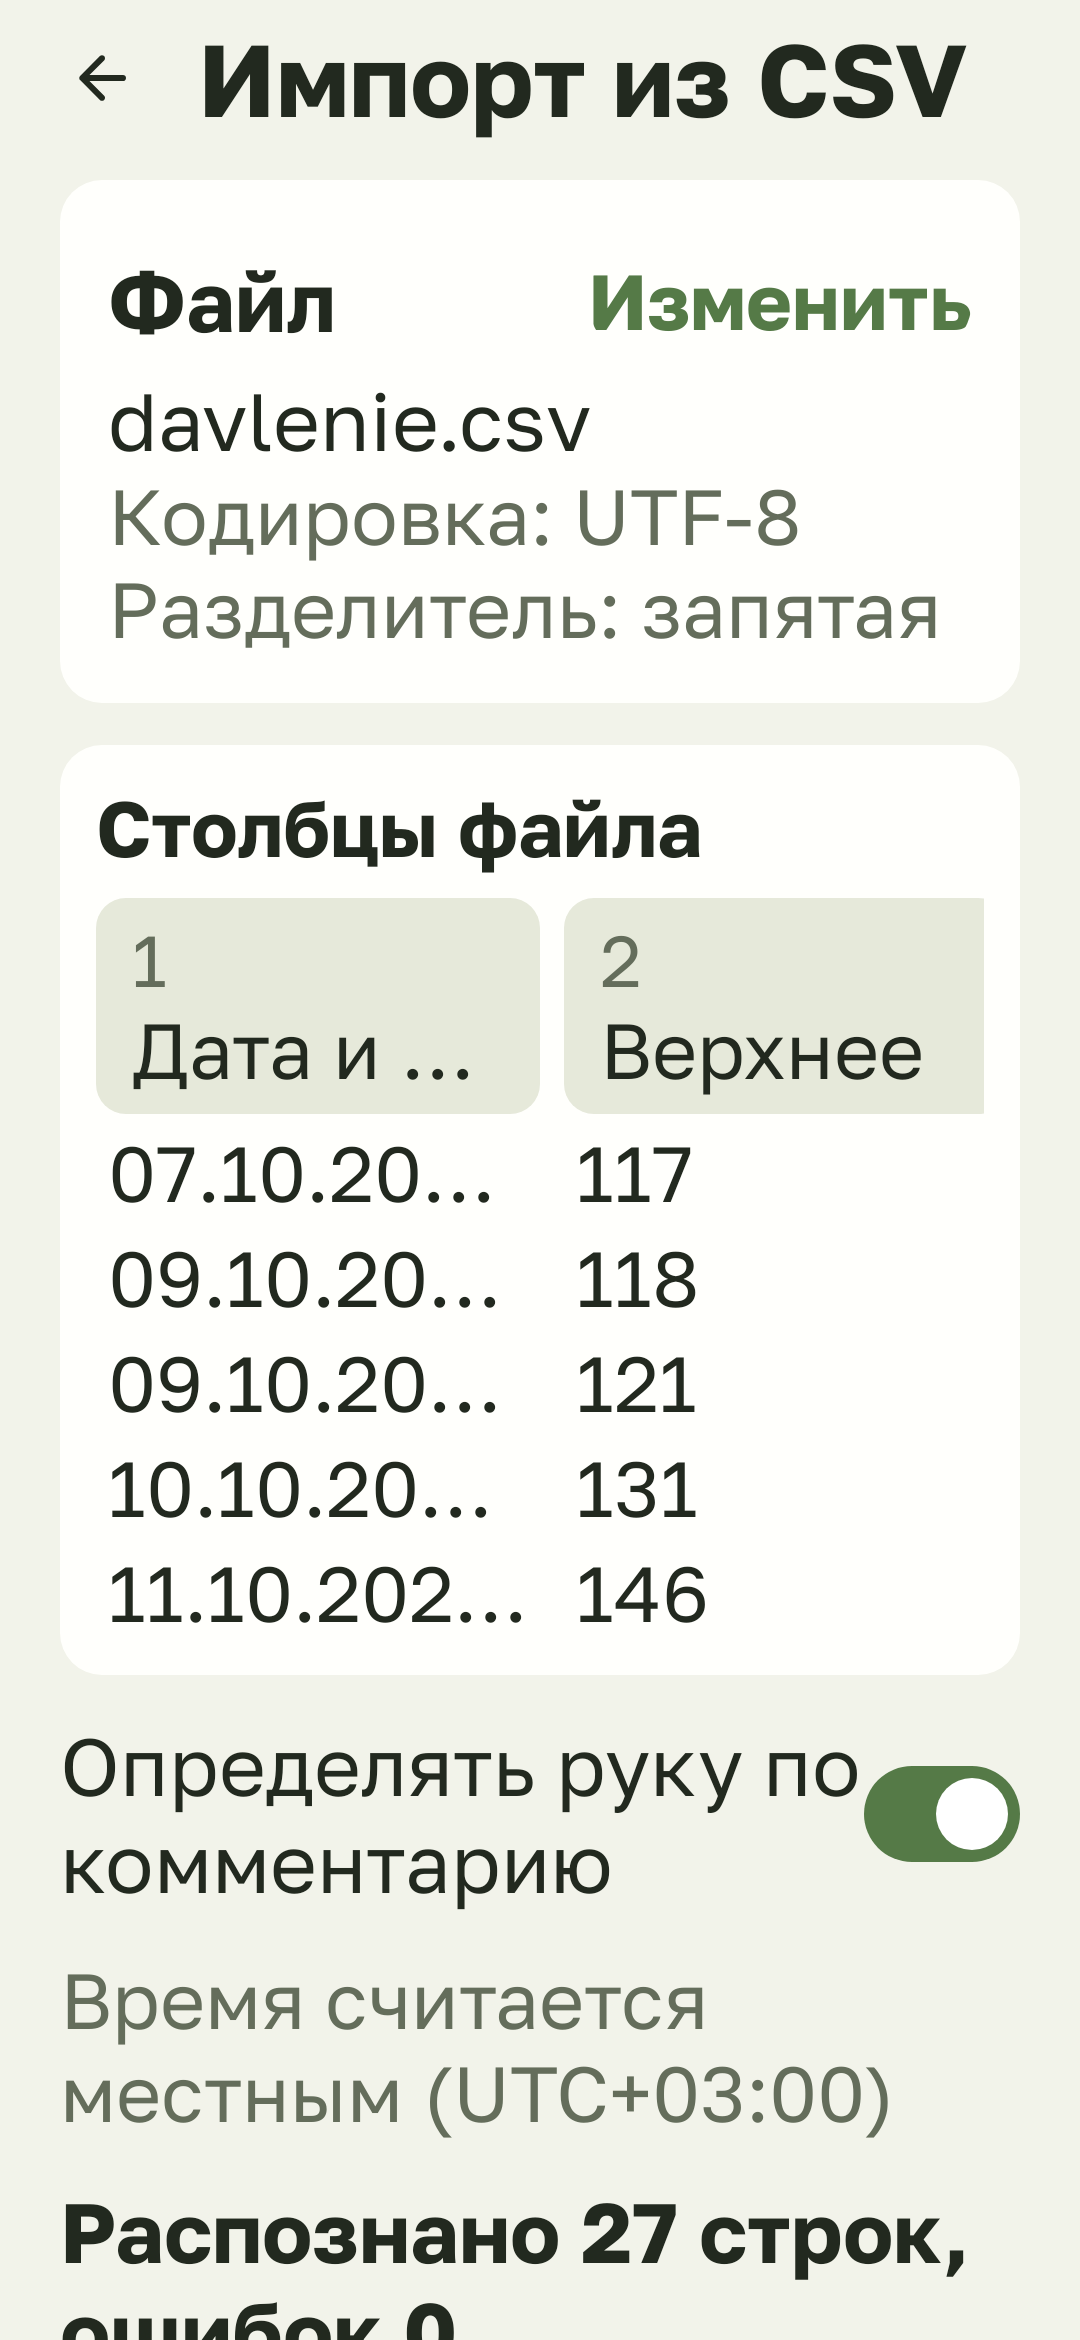 Импорт из CSV
Файл
Изменить
davlenie.csv
Кодировка: UTF-8
Разделитель: запятая
Столбцы файла
1
2
Дата и ...
Верхнее
07.10.20... 117
09.10.20... 118
09.10.20... 121
10.10.20... 131
11.10.202... 146
Определять руку по
комментарию
Время считается
местным (UTC+03:00)
Распознано 27 строк,
ошибок 0